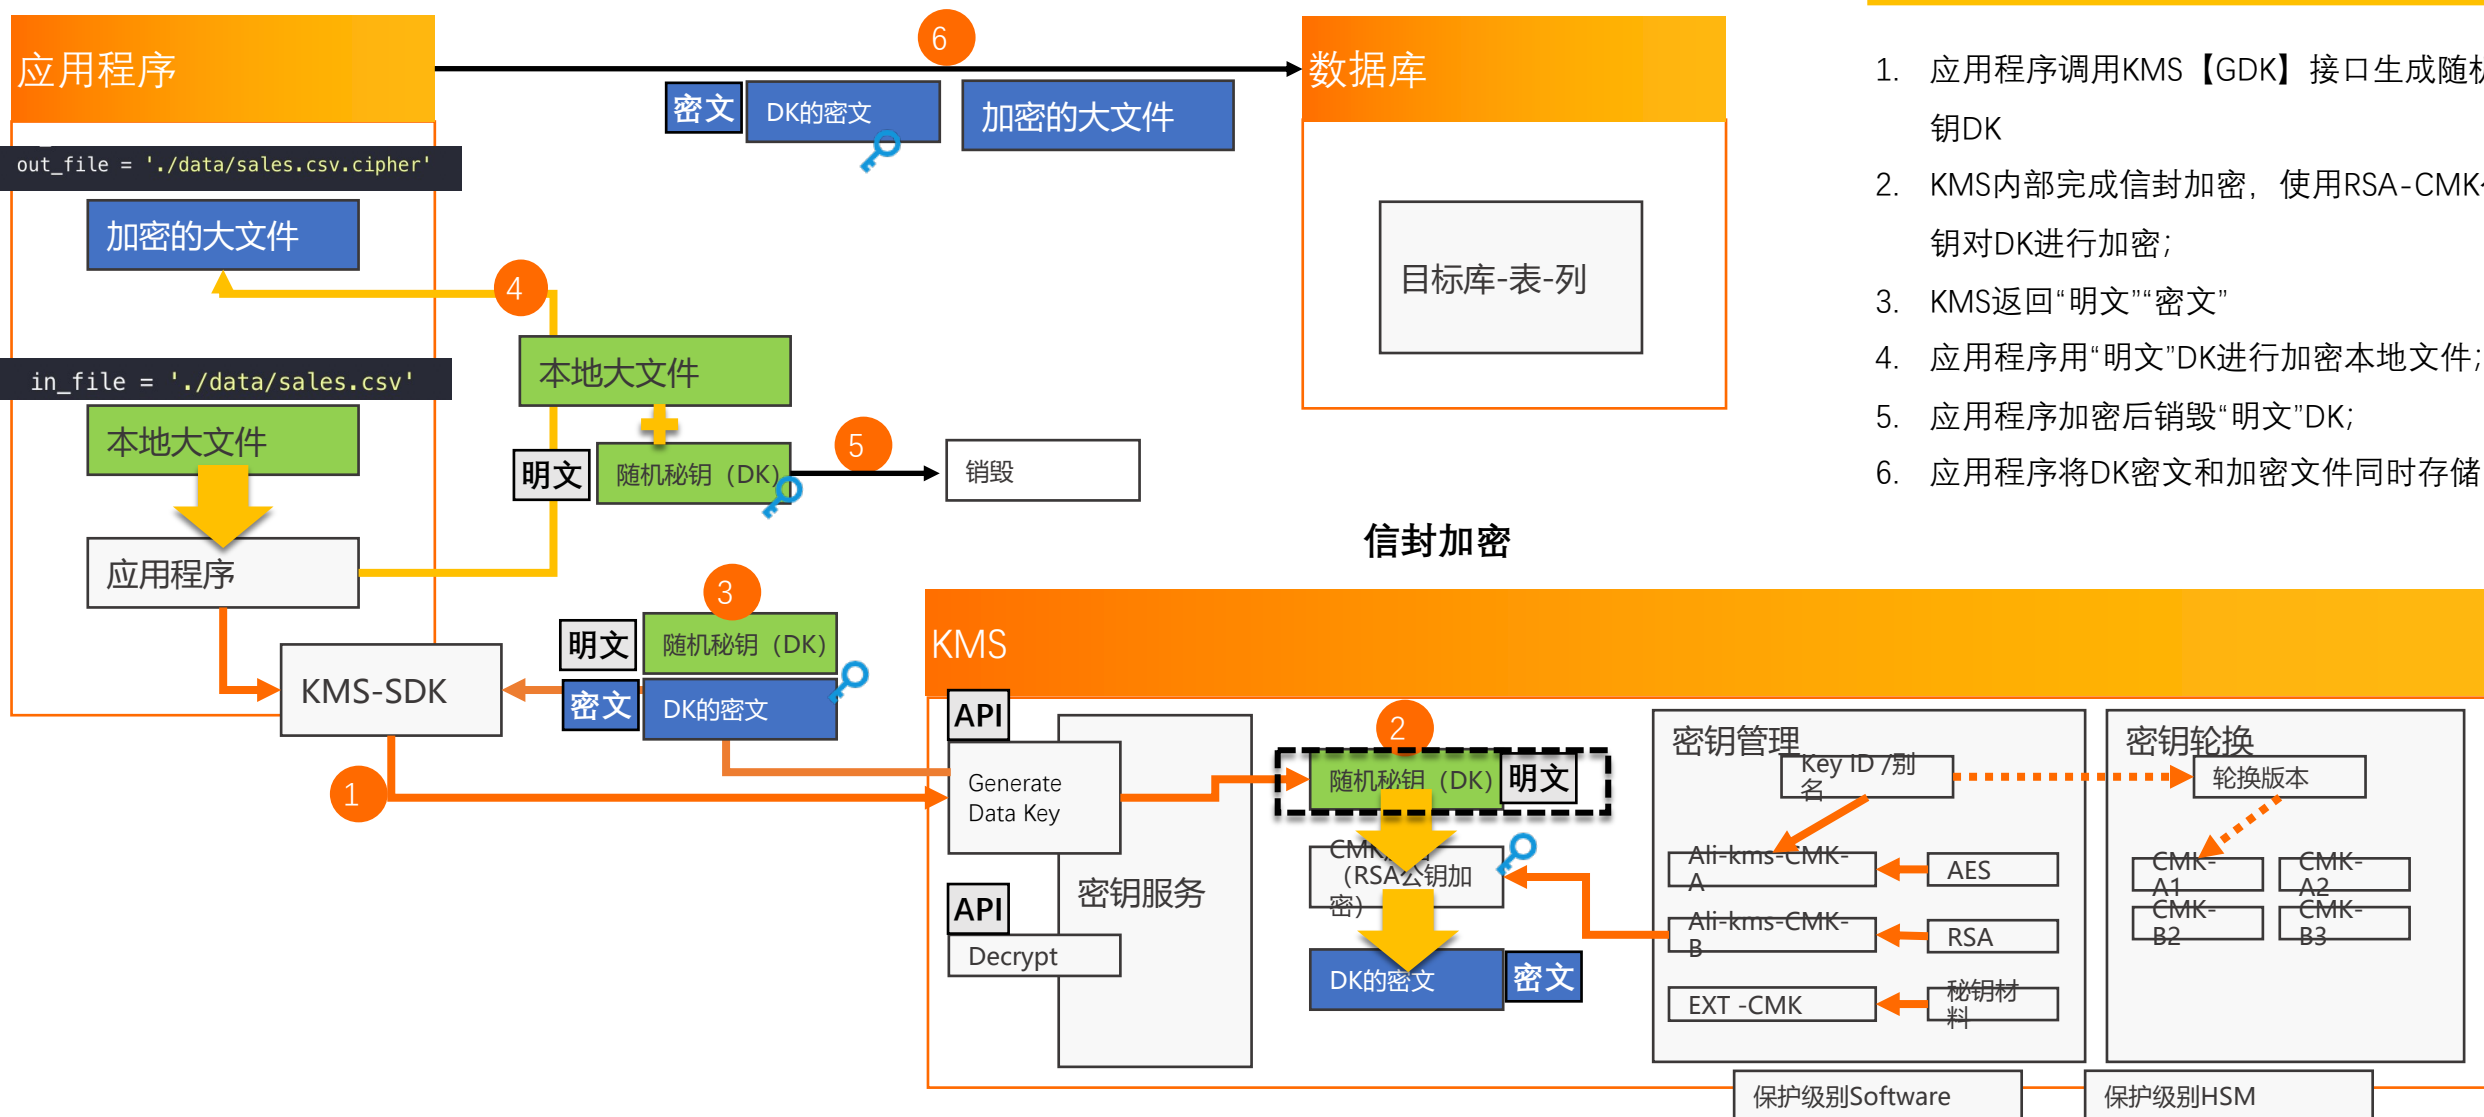 应用程序
6
密文
DK的密文
加密的大文件
数据库
目标库-表-列
out_file = './data/sales.csv.cipher'
加密的大文件
4
in_file = './data/sales.csv'
本地大文件
本地大文件
明文
随机秘钥（DK）
5
销毁
应用程序
KMS-SDK
3
明文
随机秘钥（DK）
密文
DK的密文
1
1. 应用程序调用KMS【GDK】接口生成随机
钥DK
2. KMS内部完成信封加密，使用RSA-CMK
钥对DK进行加密；
3. KMS返回“明文”“密文”
4. 应用程序用“明文”DK进行加密本地文件；
5. 应用程序加密后销毁“明文”DK；
6. 应用程序将DK密文和加密文件同时存储
信封加密
KMS
API
Generate
Data Key
API
Decrypt
密钥服务
2
随机秘钥（DK）
明文
（RSA公钥加
密）
DK的密文
密文
密钥管理
Key ID /别
名
Ali-kms-CMK-
A
AES
Ali-kms-CMK-
B
RSA
EXT -CMK
秘钥材
料
密钥轮换
轮换版本
CMK-
A1
CMK-
A2
CMK-
B2
CMK-
B3
保护级别Software
保护级别HSM